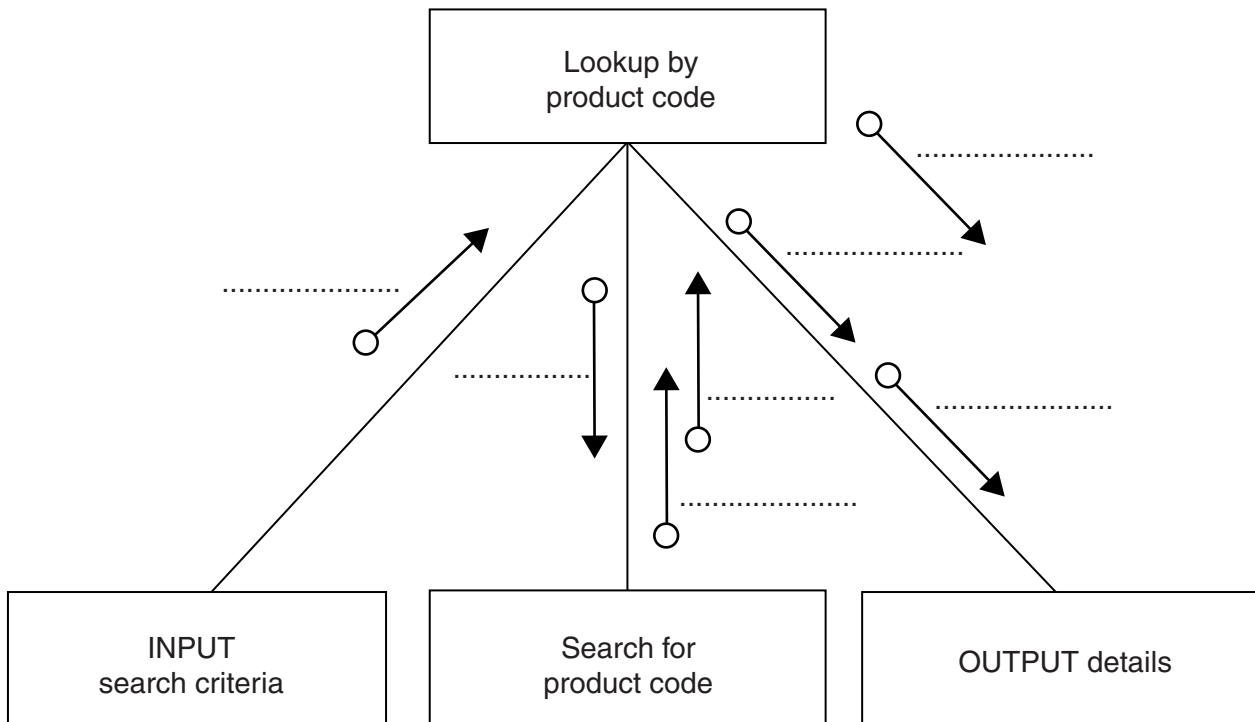 Lookup by
product code
INPUT
search criteria
Search for
product code
OUTPUT details